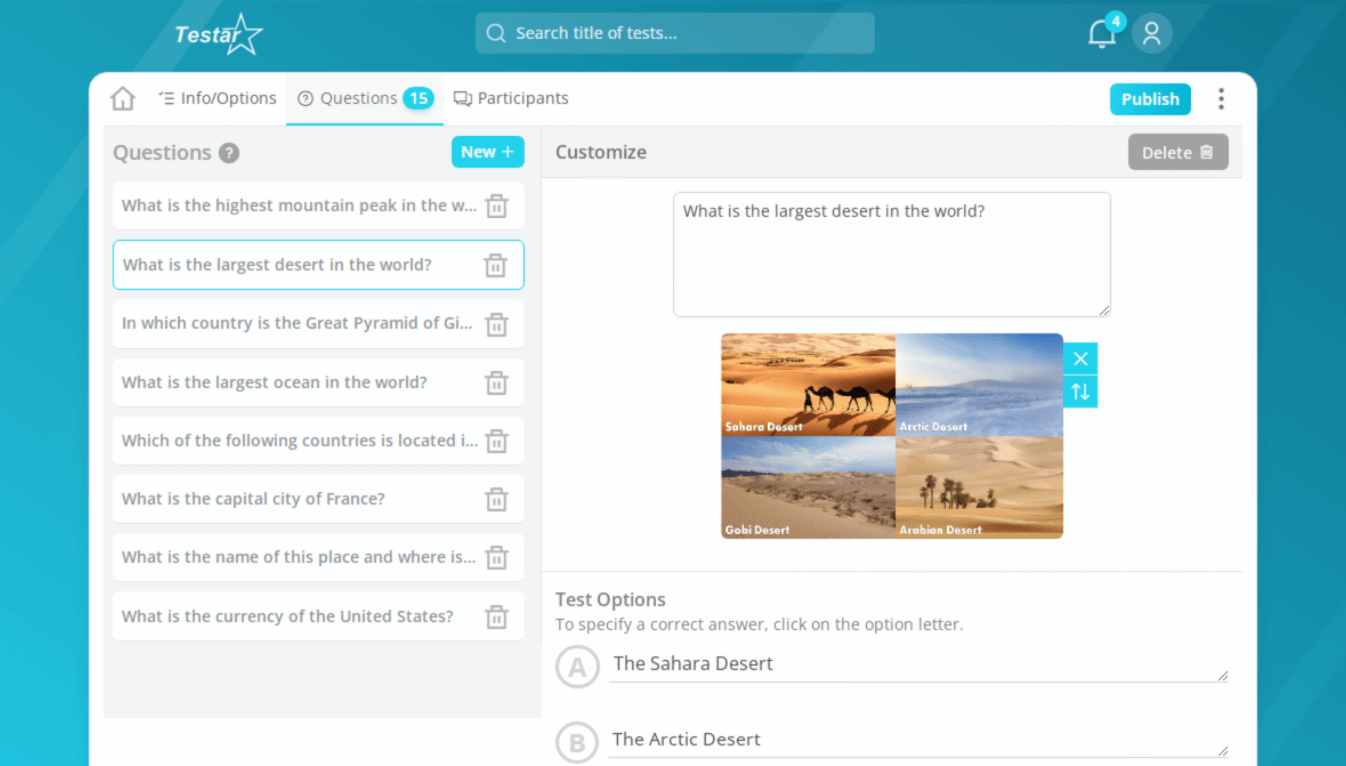 Testar
Search title of tests...
4
Info/Options
Questions
15
Participants
Publish
Questions ?
New +
Customize
Delete
What is the highest mountain peak in the w...
What is the largest desert in the world?
In which country is the Great Pyramid of Gi...
What is the largest ocean in the world?
Which of the following countries is located i...
What is the capital city of France?
What is the name of this place and where is...
What is the currency of the United States?
What is the largest desert in the world?
Sahara Desert
Arctic Desert
Gobi Desert
Arabian Desert
Test Options
To specify a correct answer, click on the option letter.
A The Sahara Desert
B The Arctic Desert